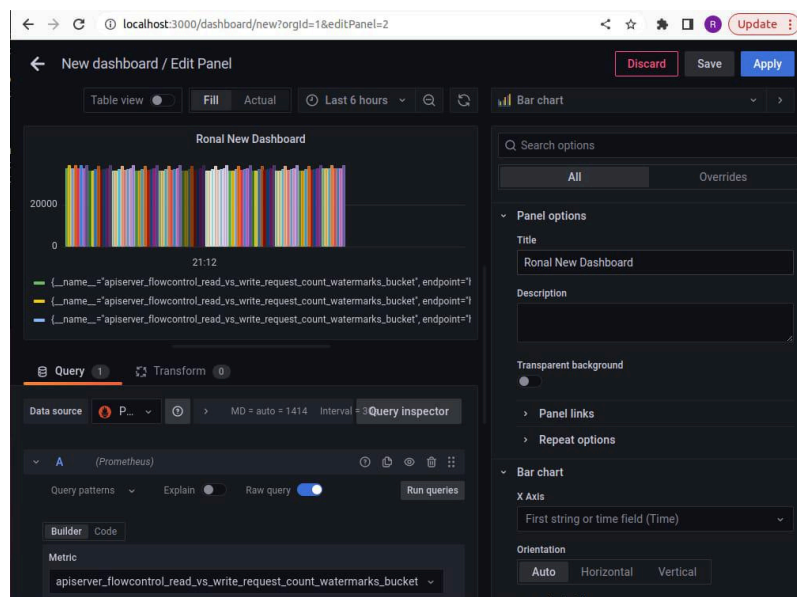 localhost:3000/dashboard/new?orgId=1&editPanel=2
R
Update
New dashboard / Edit Panel
Discard
Save
Apply
Table view
Fill
Actual
Last 6 hours
Bar chart
Ronal New Dashboard
20000
0
21:12
{__name__="apiserver_flowcontrol_read_vs_write_request_count_watermarks_bucket", endpoint="h
{__name__="apiserver_flowcontrol_read_vs_write_request_count_watermarks_bucket", endpoint="h
{__name__="apiserver_flowcontrol_read_vs_write_request_count_watermarks_bucket", endpoint="h
Query 1
Transform 0
Data source
P...
MD = auto = 1414
Interval =
Query inspector
A
(Prometheus)
Query patterns
Explain
Raw query
Run queries
Builder
Code
Metric
apiserver_flowcontrol_read_vs_write_request_count_watermarks_bucket
Search options
All
Overrides
Panel options
Title
Ronal New Dashboard
Description
Transparent background
Panel links
Repeat options
Bar chart
X Axis
First string or time field (Time)
Orientation
Auto
Horizontal
Vertical